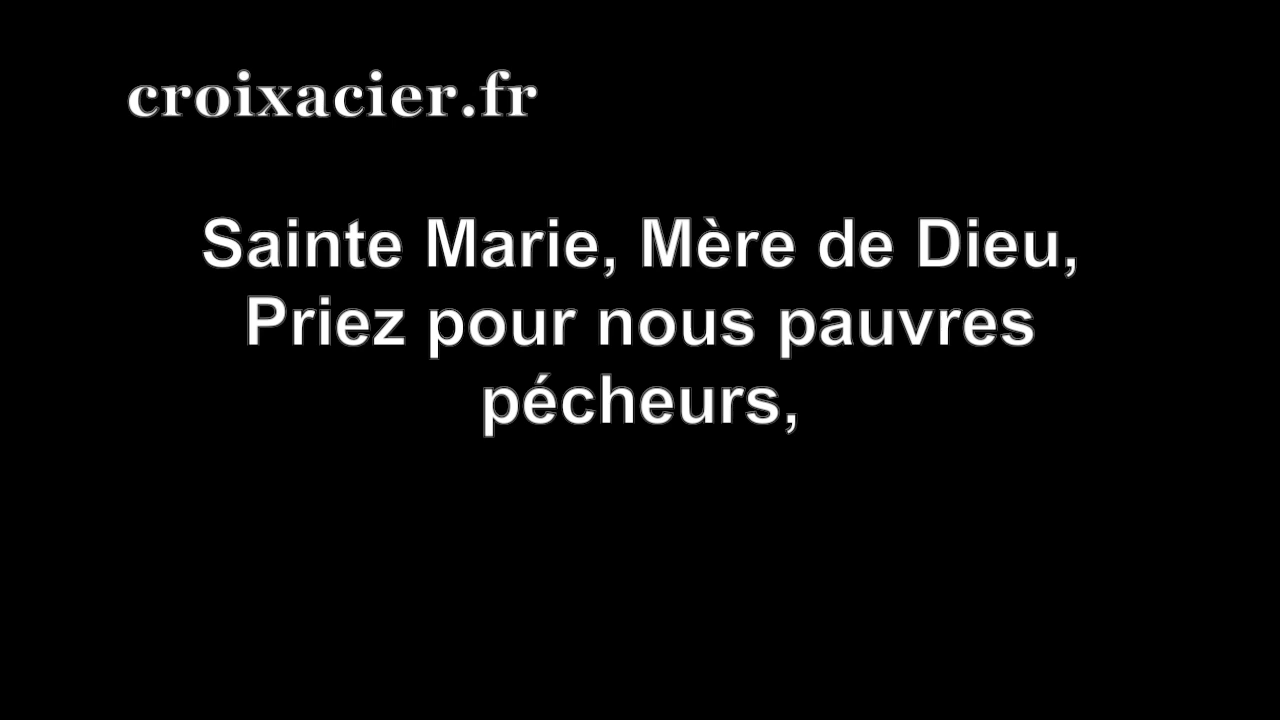 croixacier.fr
Sainte Marie, Mère de Dieu,
Priez pour nous pauvres
pécheurs,